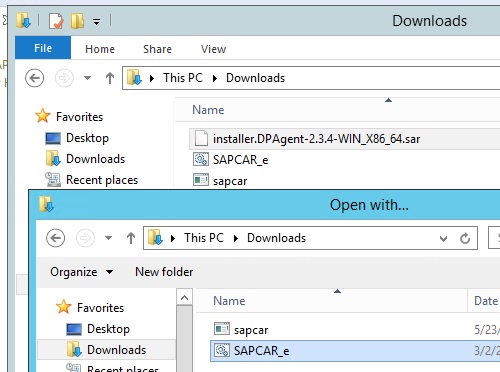 Downloads
File Home Share View
This PC Downloads
Name
Favorites
Desktop
Downloads
Recent places
installer.DPAgent-2.3.4-WIN_X86_64.sar
SAPCAR_e
sapcar
Open with...
This PC Downloads
Organize New folder
Favorites
Desktop
Downloads
Recent places
Name Date
sapcar 5/23/
SAPCAR_e 3/2/2